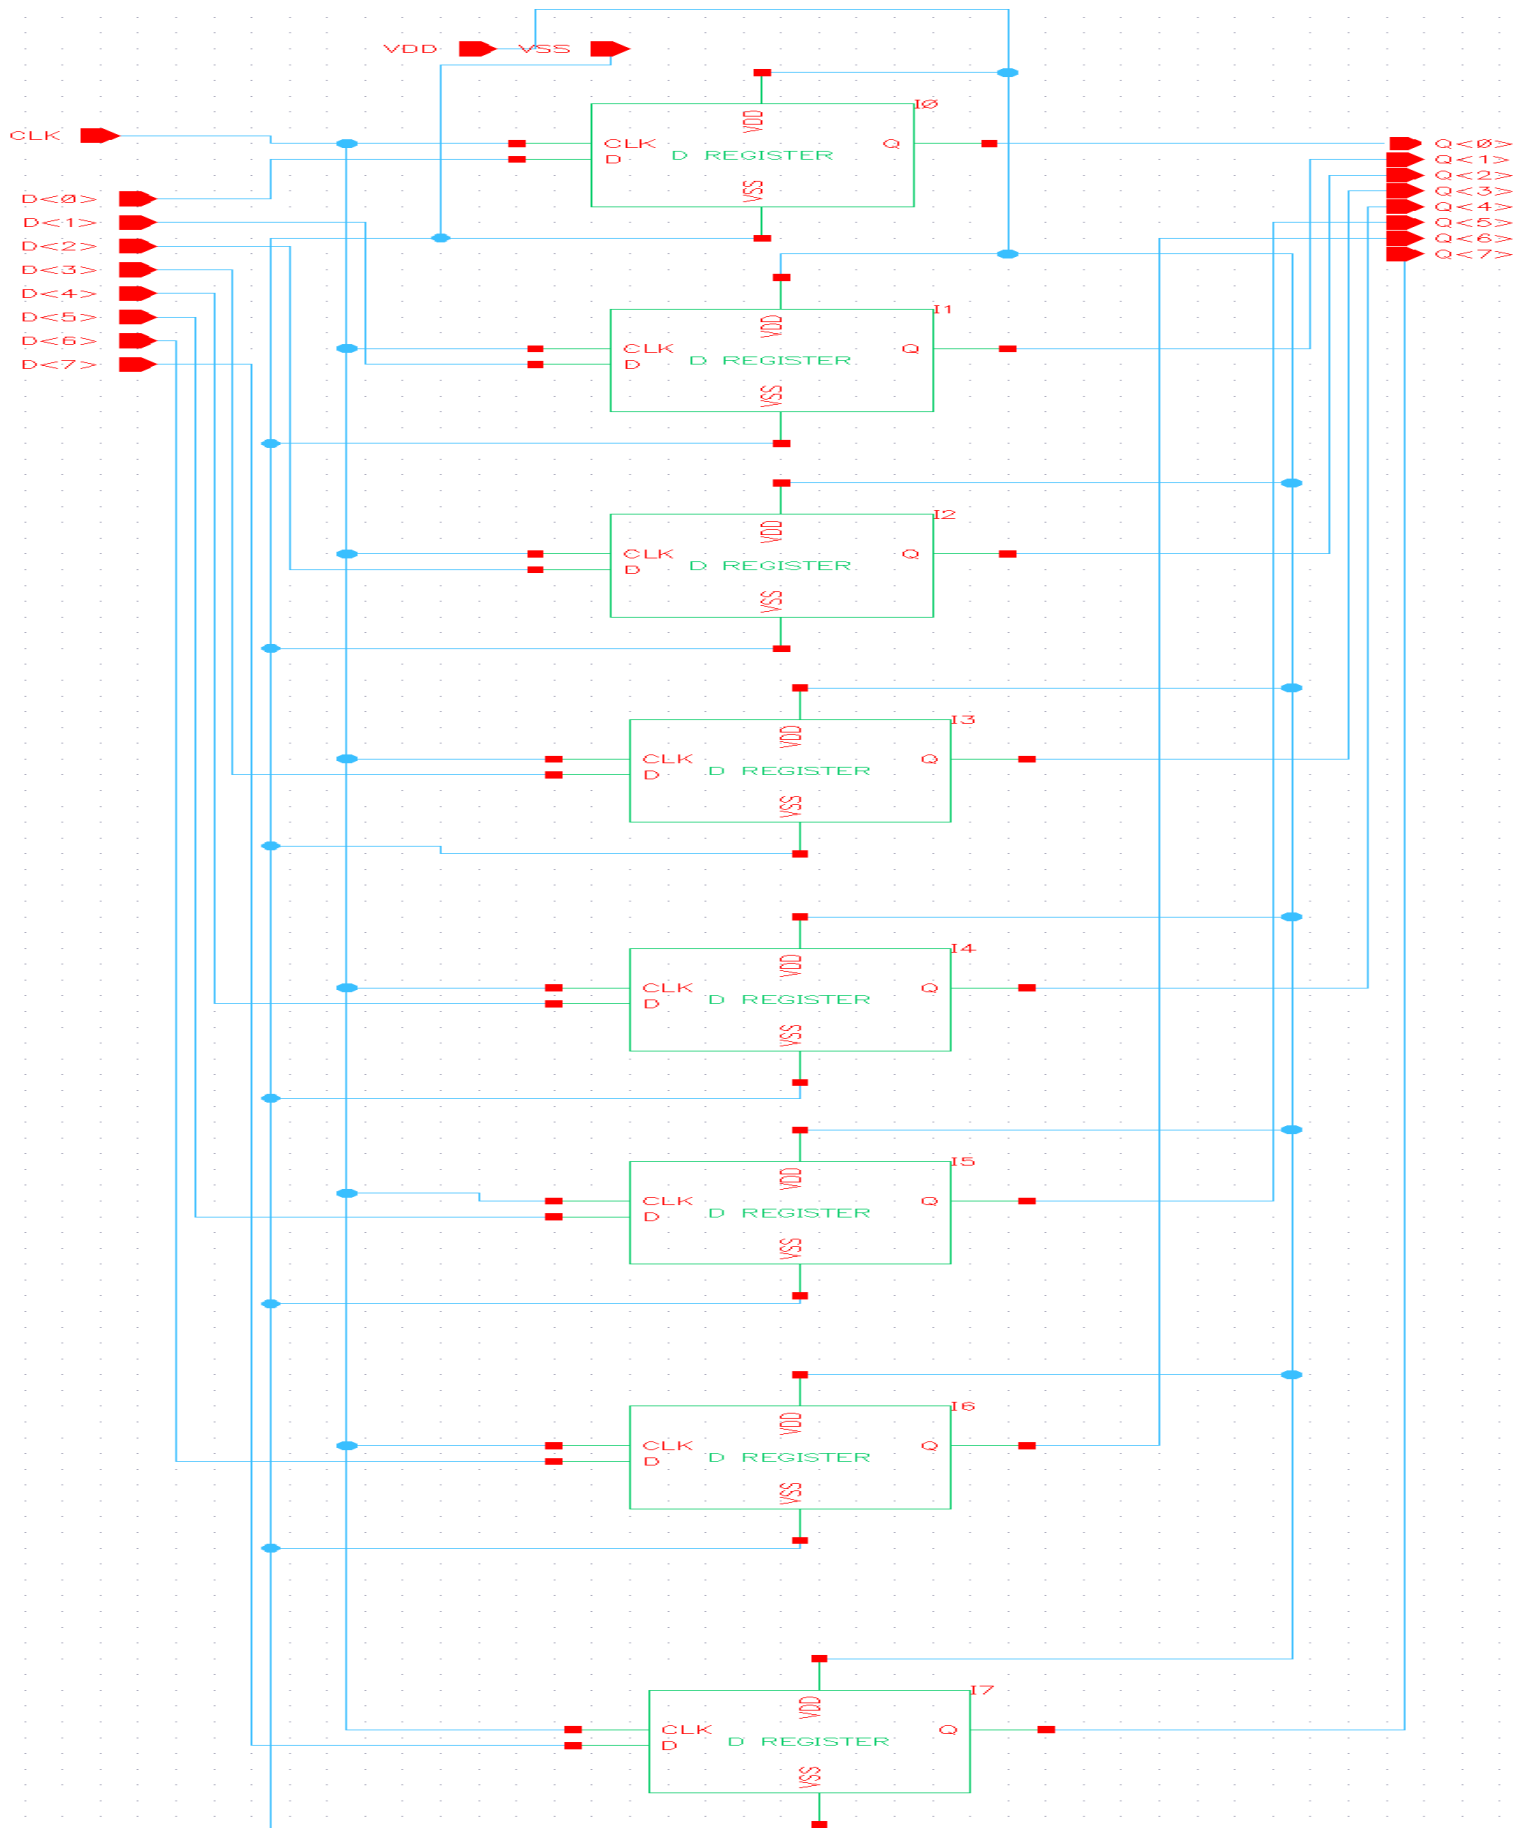 VDD VSS
CLK
D<0>
D<1>
D<2>
D<3>
D<4>
D<5>
D<6>
D<7>
I0
VDD
CLK
D
D REGISTER
Q
VSS
Q<0>
Q<1>
Q<2>
Q<3>
Q<4>
Q<5>
Q<6>
Q<7>
I1
VDD
CLK
D
D REGISTER
Q
VSS
I2
VDD
CLK
D
D REGISTER
Q
VSS
I3
VDD
CLK
D
D REGISTER
Q
VSS
I4
VDD
CLK
D
D REGISTER
Q
VSS
I5
VDD
CLK
D
D REGISTER
Q
VSS
I6
VDD
CLK
D
D REGISTER
Q
VSS
I7
VDD
CLK
D
D REGISTER
Q
VSS